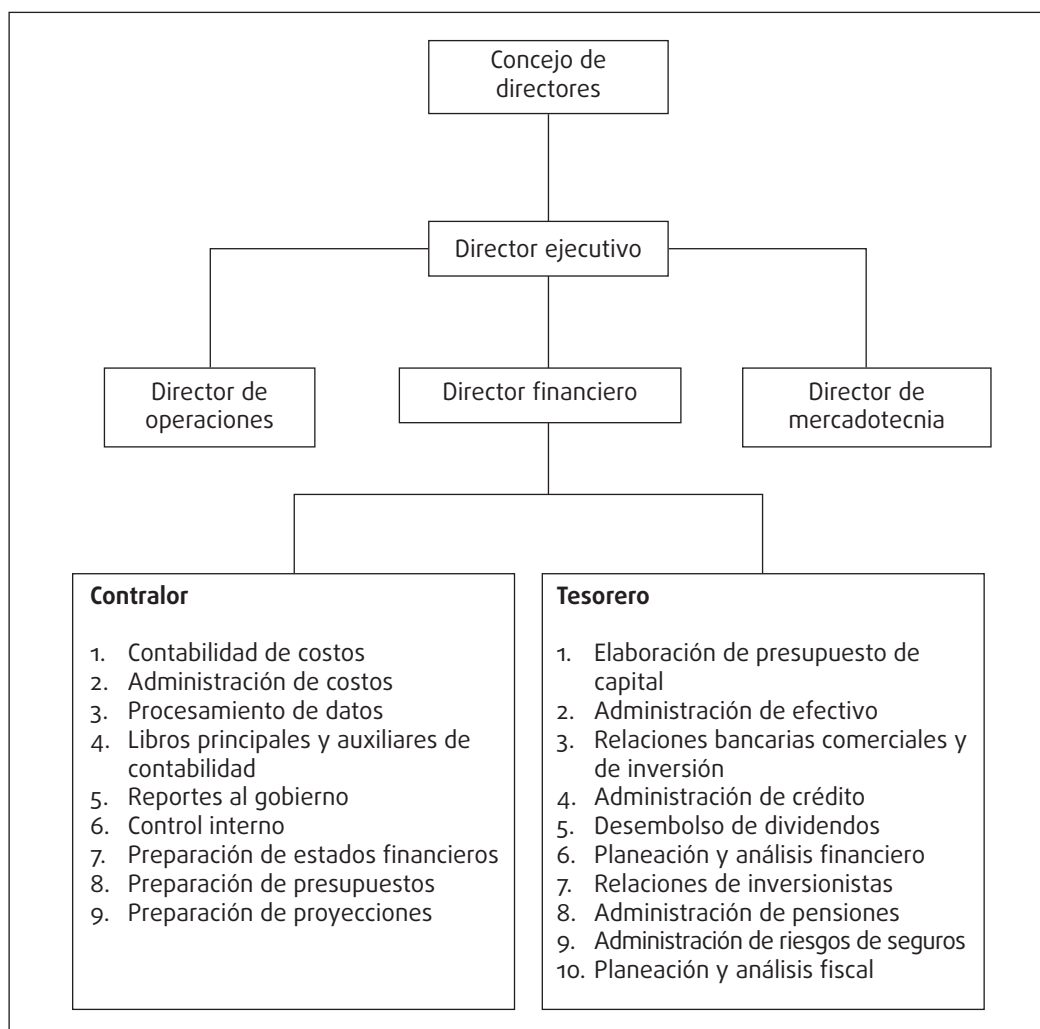 Concejo de
directores
Director ejecutivo
Director de
operaciones
Director financiero
Director de
mercadotecnia
Contralor
1. Contabilidad de costos
2. Administración de costos
3. Procesamiento de datos
4. Libros principales y auxiliares de
contabilidad
5. Reportes al gobierno
6. Control interno
7. Preparación de estados financieros
8. Preparación de presupuestos
9. Preparación de proyecciones
Tesorero
1. Elaboración de presupuesto de
capital
2. Administración de efectivo
3. Relaciones bancarias comerciales y
de inversión
4. Administración de crédito
5. Desembolso de dividendos
6. Planeación y análisis financiero
7. Relaciones de inversionistas
8. Administración de pensiones
9. Administración de riesgos de seguros
10. Planeación y análisis fiscal